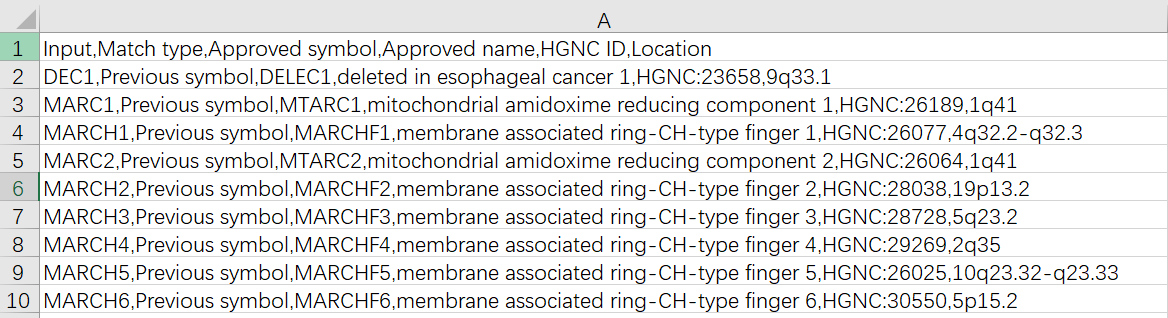 A
1 Input,Match type,Approved symbol,Approved name,HGNC ID,Location
2 DEC1,Previous symbol,DELEC1,deleted in esophageal cancer 1,HGNC:23658,9q33.1
3 MARC1,Previous symbol,MTARC1,mitochondrial amidoxime reducing component 1,HGNC:26189,1q41
4 MARCH1,Previous symbol,MARCHF1,membrane associated ring-CH-type finger 1,HGNC:26077,4q32.2-q32.3
5 MARC2,Previous symbol,MTARC2,mitochondrial amidoxime reducing component 2,HGNC:26064,1q41
6 MARCH2,Previous symbol,MARCHF2,membrane associated ring-CH-type finger 2,HGNC:28038,19p13.2
7 MARCH3,Previous symbol,MARCHF3,membrane associated ring-CH-type finger 3,HGNC:28728,5q23.2
8 MARCH4,Previous symbol,MARCHF4,membrane associated ring-CH-type finger 4,HGNC:29269,2q35
9 MARCH5,Previous symbol,MARCHF5,membrane associated ring-CH-type finger 5,HGNC:26025,10q23.32-q23.33
10 MARCH6,Previous symbol,MARCHF6,membrane associated ring-CH-type finger 6,HGNC:30550,5p15.2